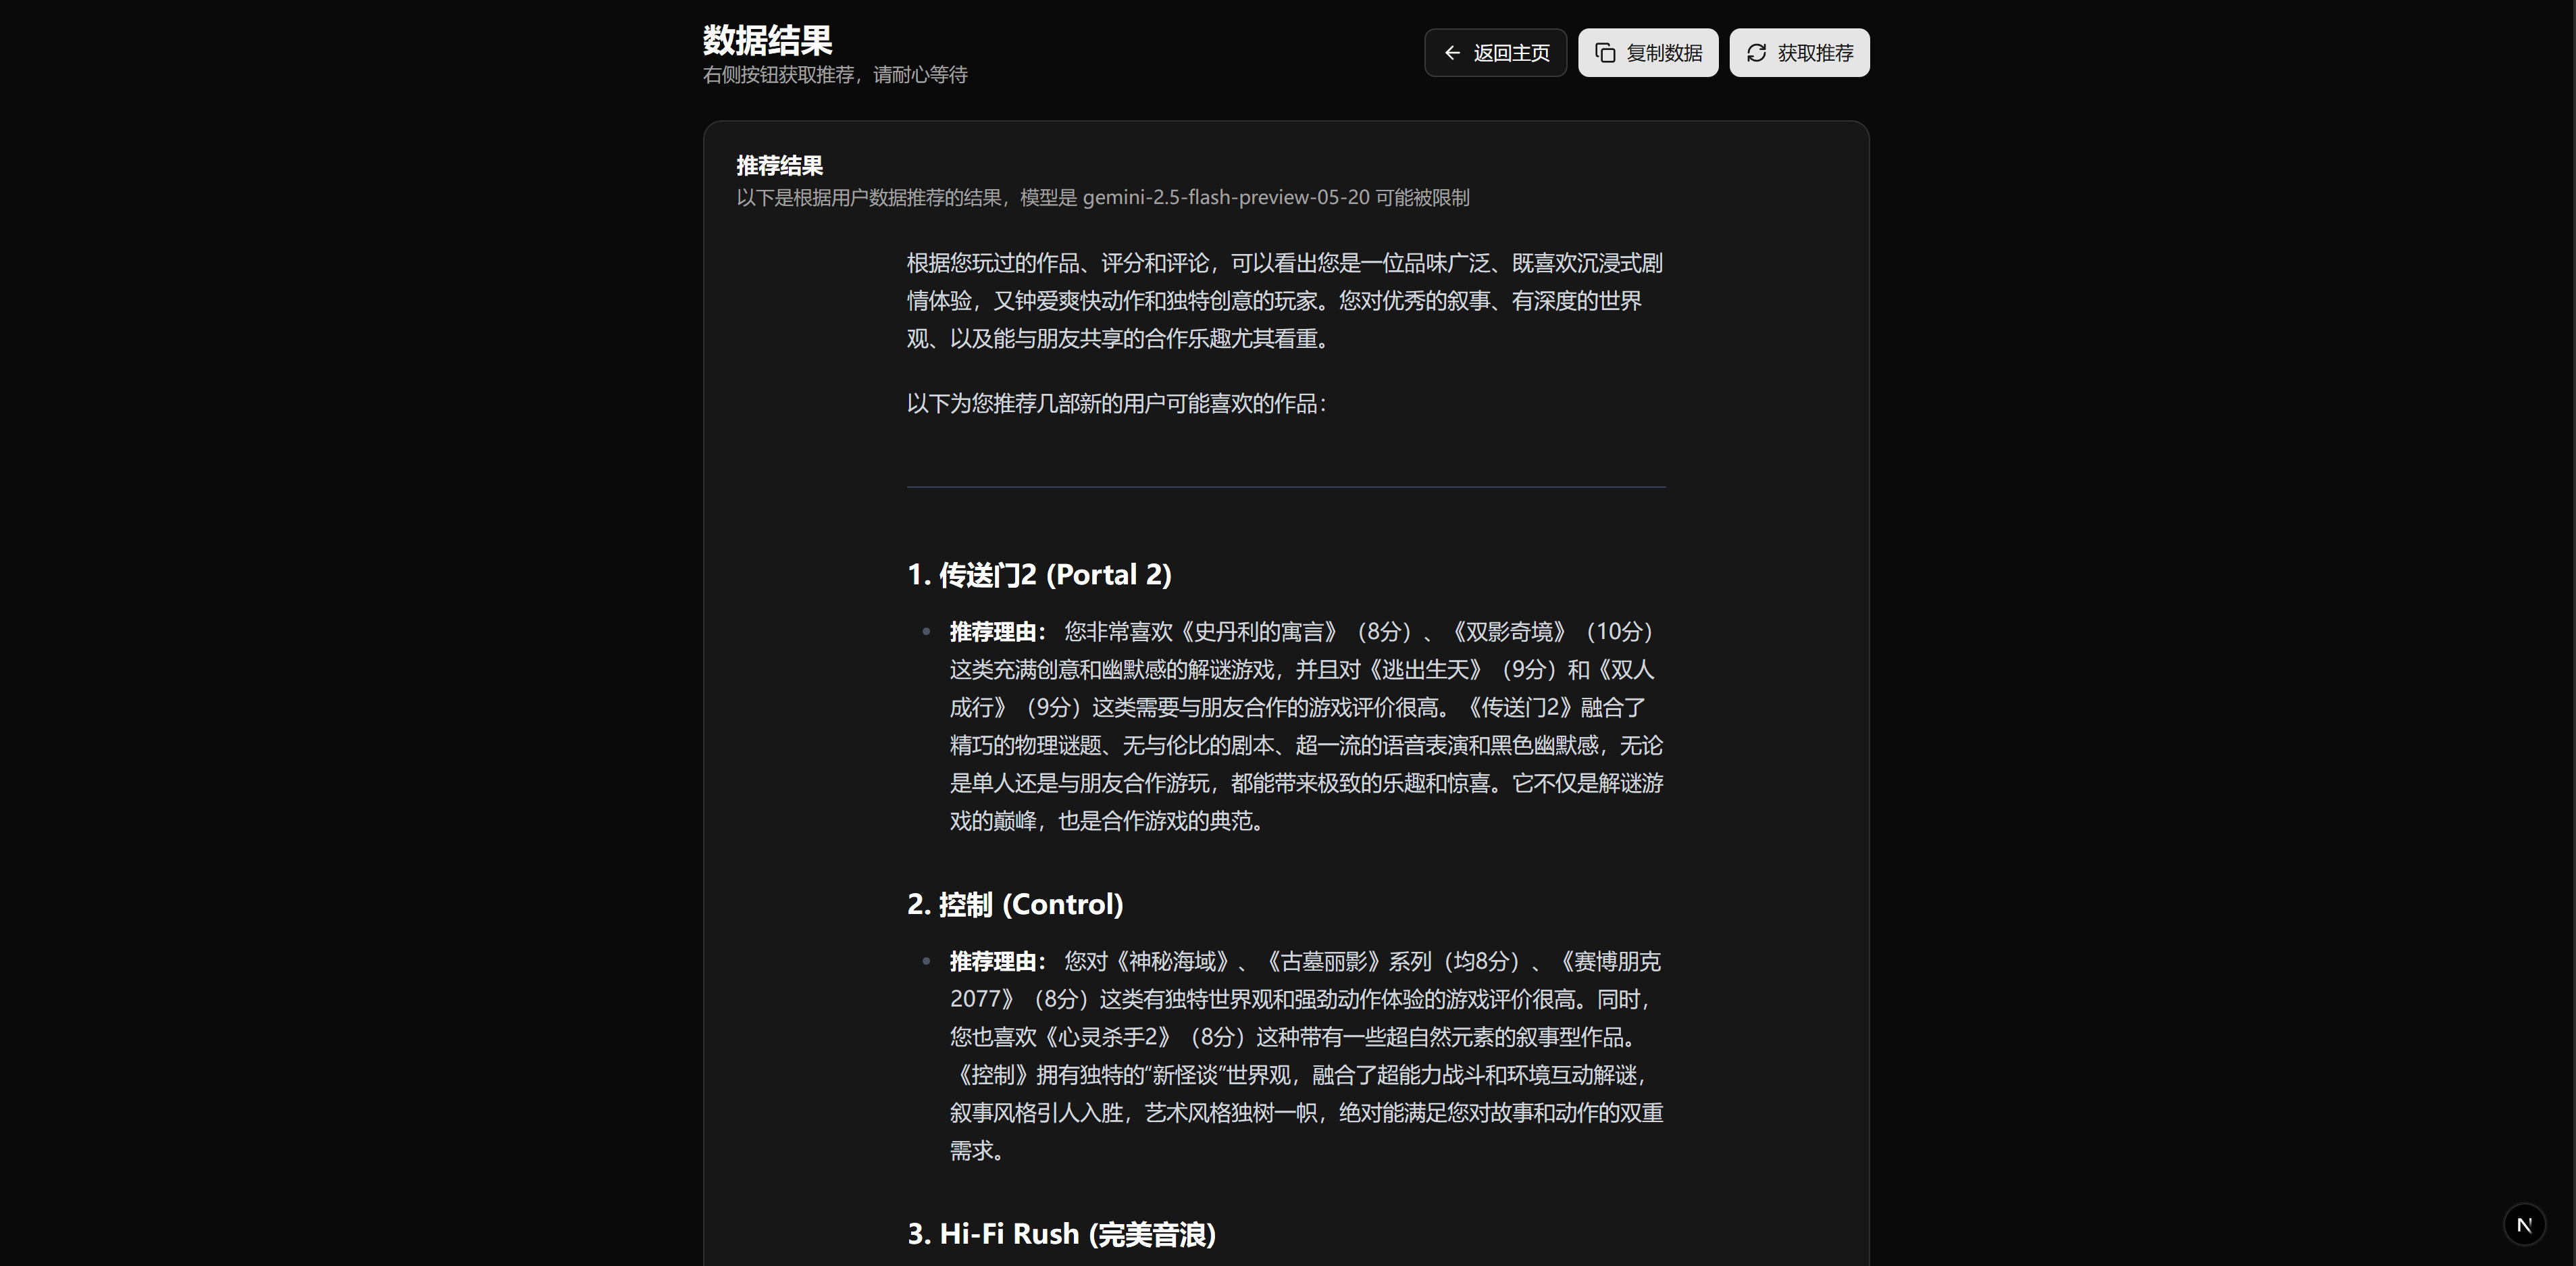 数据结果
右侧按钮获取推荐，请耐心等待
返回主页
复制数据
获取推荐
推荐结果
以下是根据用户数据推荐的结果，模型是 gemini-2.5-flash-preview-05-20 可能被限制
根据您玩过的作品、评分和评论，可以看出您是一位品味广泛、既喜欢沉浸式剧
情体验，又钟爱爽快动作和独特创意的玩家。您对优秀的叙事、有深度的世界
观、以及能与朋友共享的合作乐趣尤其看重。
以下为您推荐几部新的用户可能喜欢的作品：
1. 传送门2 (Portal 2)
推荐理由： 您非常喜欢《史丹利的寓言》（8分）、《双影奇境》（10分）
这类充满创意和幽默感的解谜游戏，并且对《逃出生天》（9分）和《双人
成行》（9分）这类需要与朋友合作的游戏评价很高。《传送门2》融合了
精巧的物理谜题、无与伦比的剧本、超一流的语音表演和黑色幽默感，无论
是单人还是与朋友合作游玩，都能带来极致的乐趣和惊喜。它不仅是解谜游
戏的巅峰，也是合作游戏的典范。
2. 控制 (Control)
推荐理由： 您对《神秘海域》、《古墓丽影》系列（均8分）、《赛博朋克
2077》（8分）这类有独特世界观和强劲动作体验的游戏评价很高。同时，
您也喜欢《心灵杀手2》（8分）这种带有一些超自然元素的叙事型作品。
《控制》拥有独特的“新怪谈”世界观，融合了超能力战斗和环境互动解谜，
叙事风格引人入胜，艺术风格独树一帜，绝对能满足您对故事和动作的双重
需求。
3. Hi-Fi Rush (完美音浪)
N